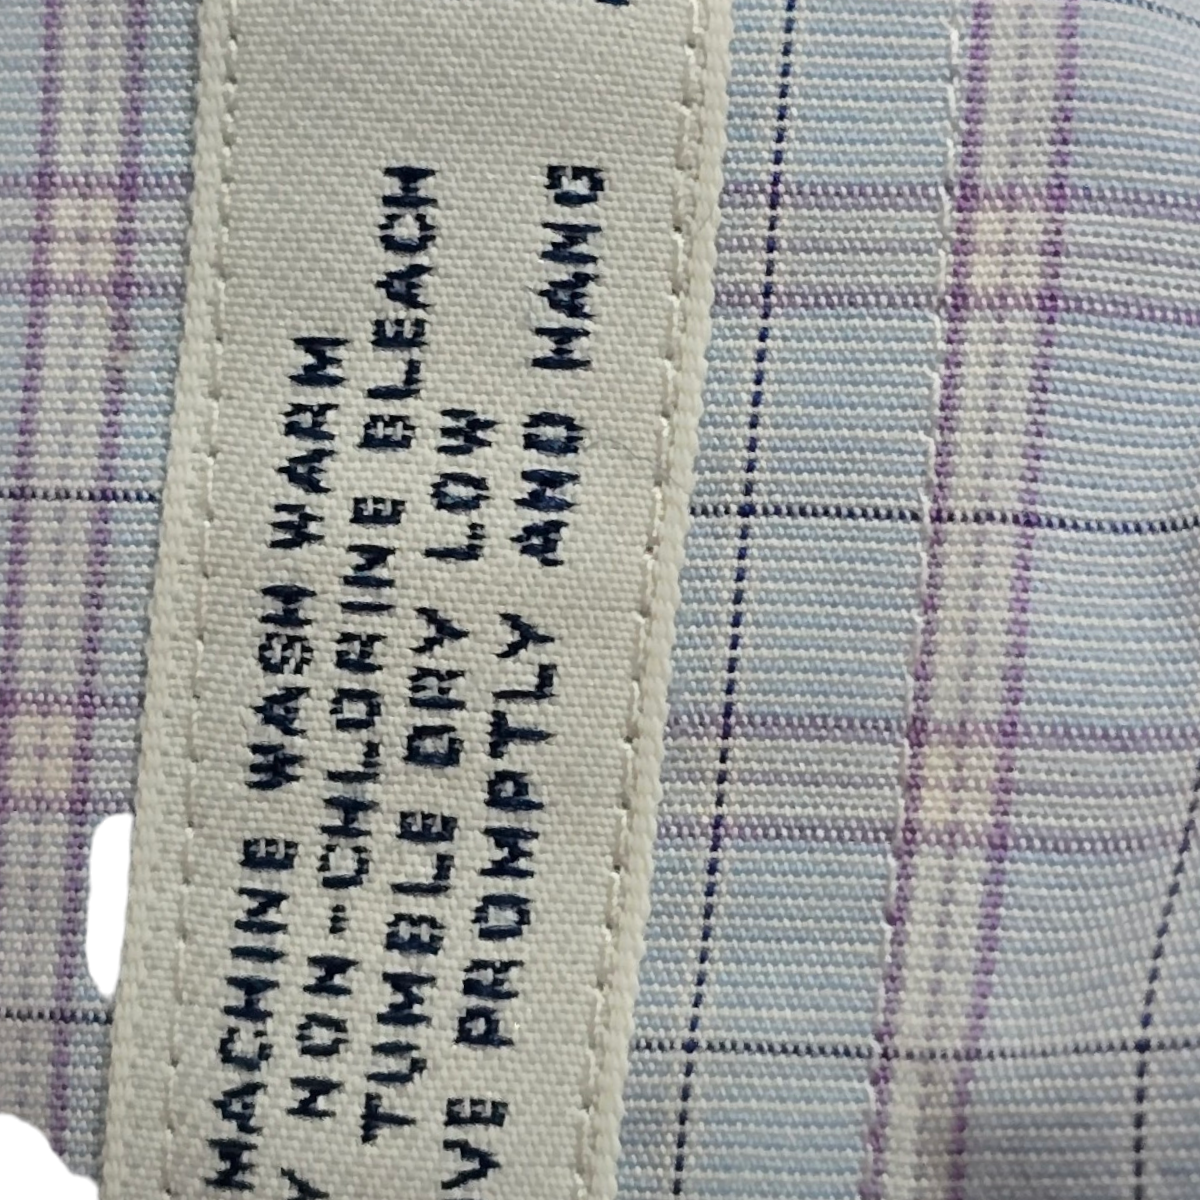 MACHINE WASH WARM
NON-CHLORINE BLEACH
TUMBLE DRY LOW
PROMPTLY AND HANG